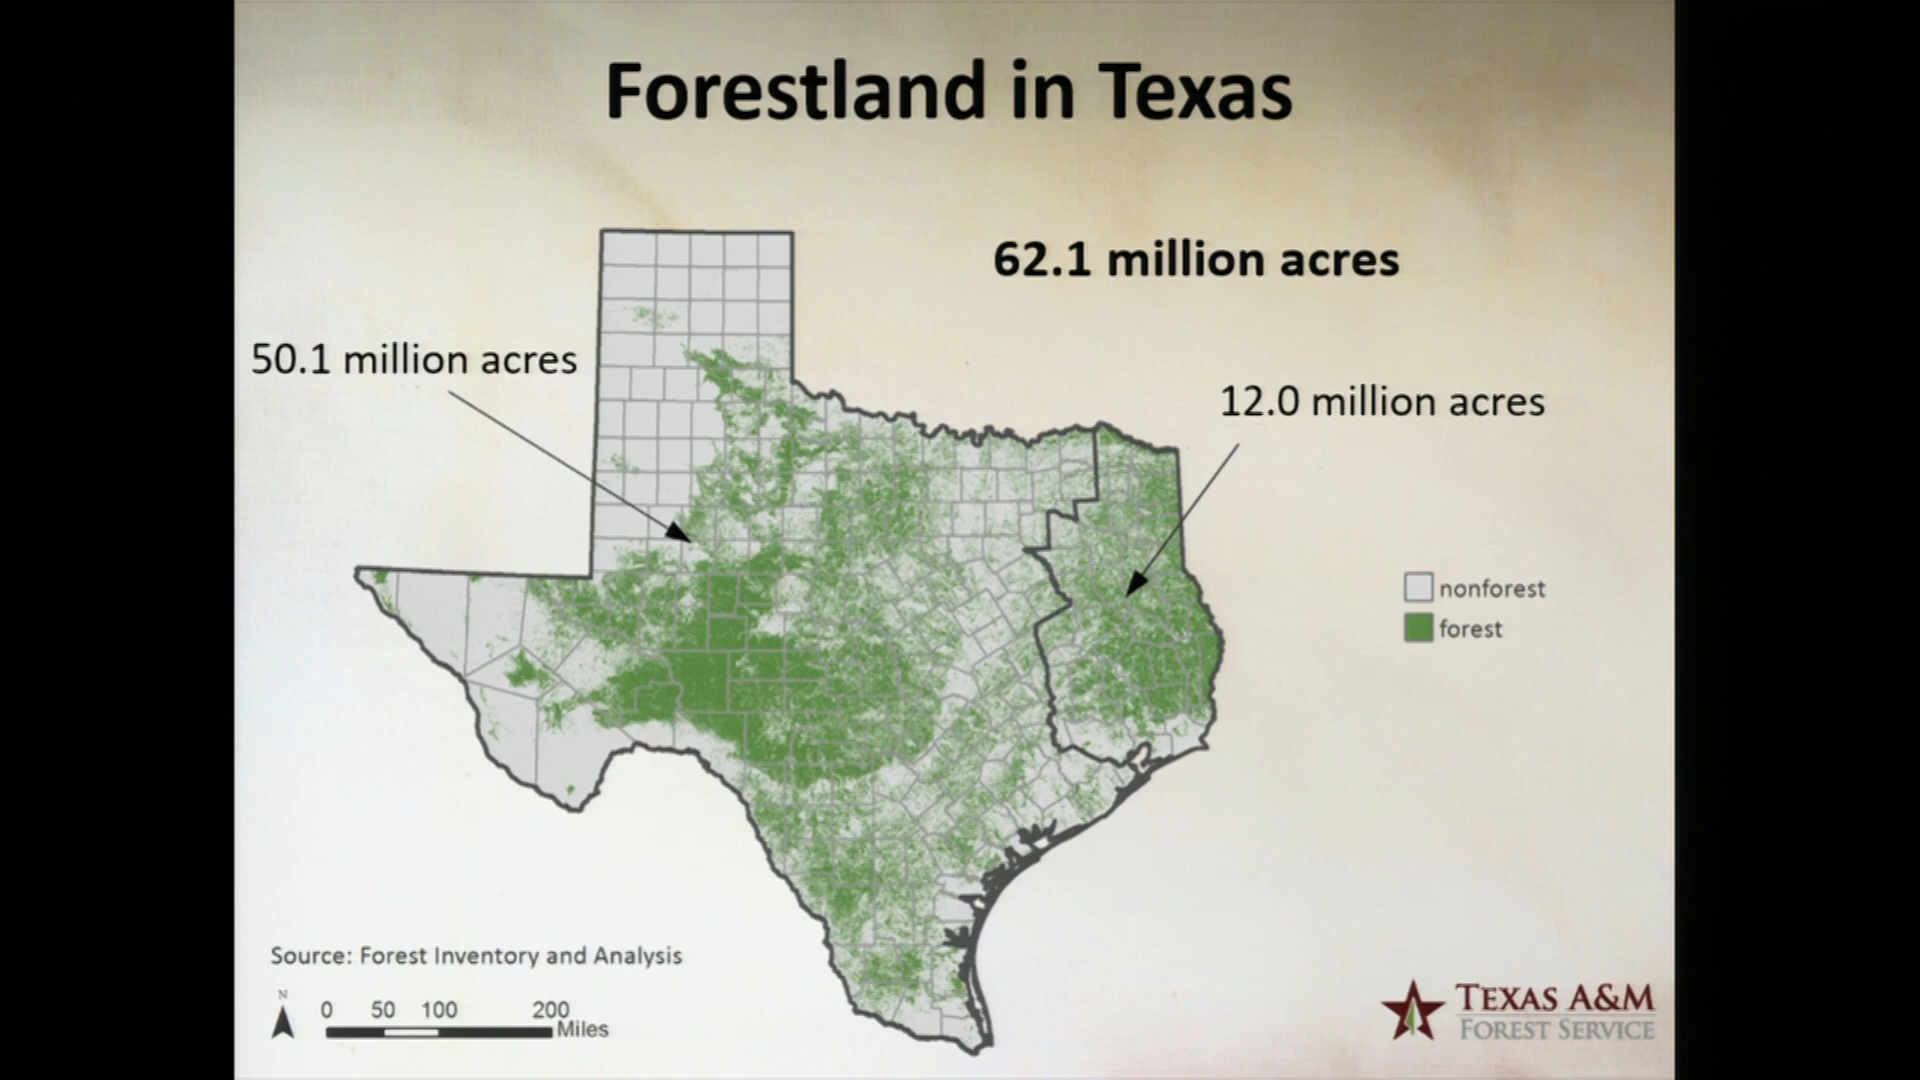 Forestland in Texas
62.1 million acres
50.1 million acres
12.0 million acres
nonforest
forest
Source: Forest Inventory and Analysis
N
0 50 100 200
Miles
TEXAS A&M
FOREST SERVICE